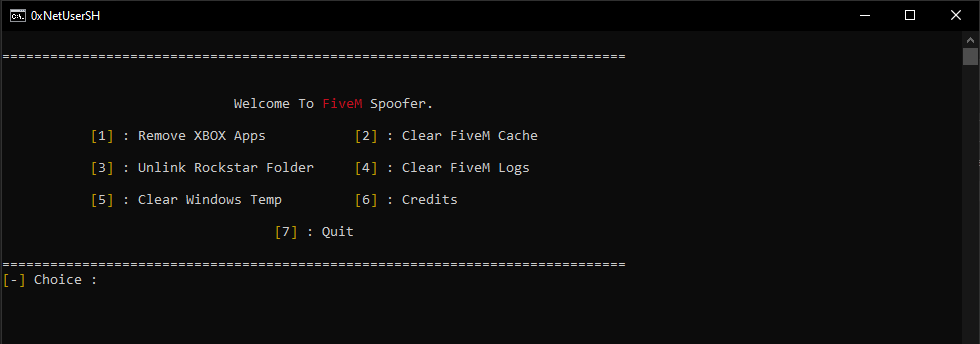 0xNetUserSH
==============================================================================
Welcome To FiveM Spoofer.
[1] : Remove XBOX Apps [2] : Clear FiveM Cache
[3] : Unlink Rockstar Folder [4] : Clear FiveM Logs
[5] : Clear Windows Temp [6] : Credits
[7] : Quit
==============================================================================
[-] Choice :